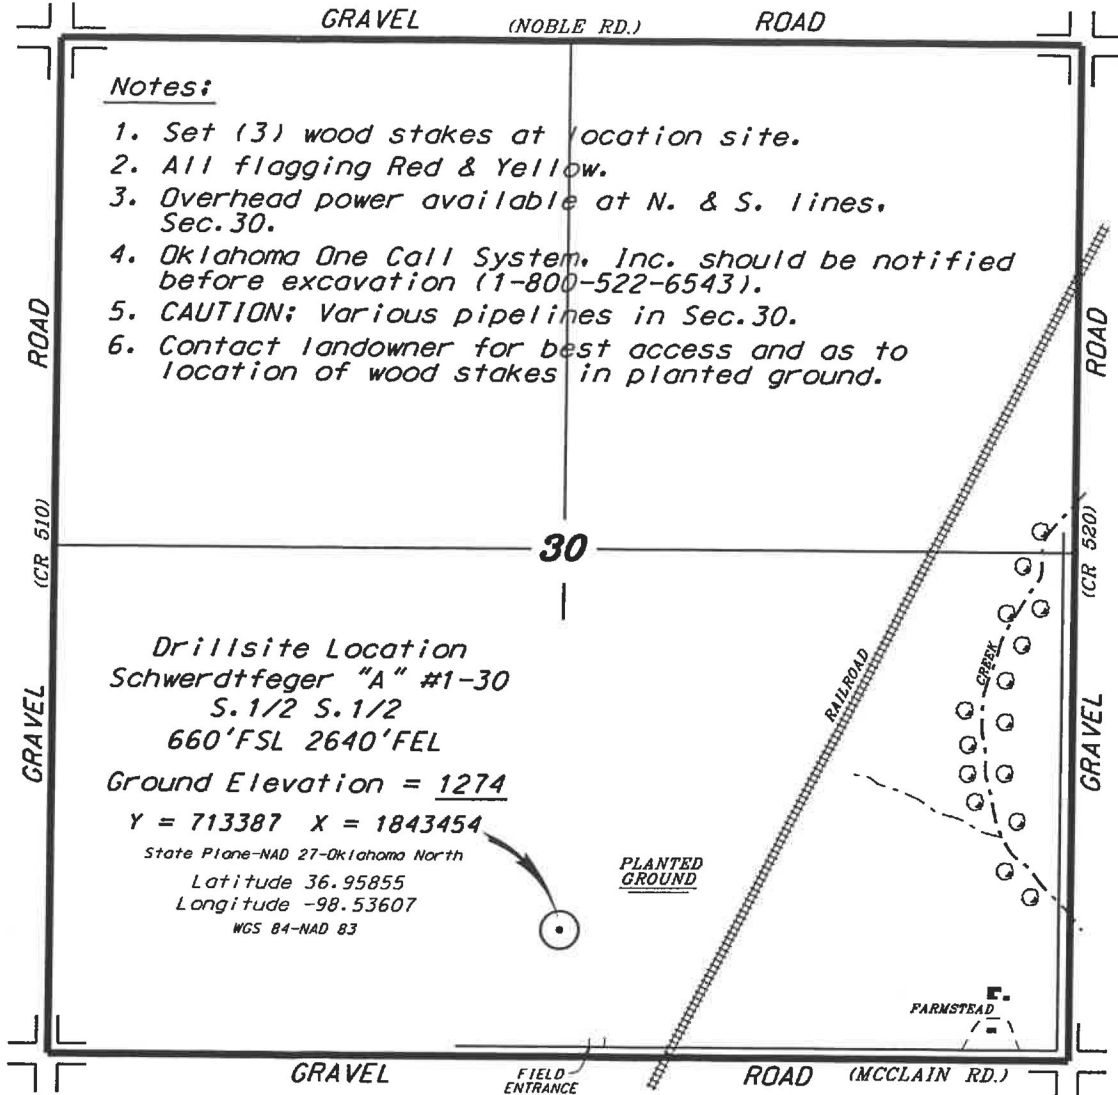 GRAVEL (NOBLE RD.) ROAD
Notes:
1. Set (3) wood stakes at location site.
2. All flagging Red & Yellow.
3. Overhead power available at N. & S. lines,
Sec.30.
4. Oklahoma One Call System, Inc. should be notified
before excavation (1-800-522-6543).
5. CAUTION: Various pipelines in Sec.30.
6. Contact landowner for best access and as to
location of wood stakes in planted ground.
ROAD
(CR 510)
GRAVEL
ROAD
(CR 520)
GRAVEL
30
Drillsite Location
Schwerdtfeger "A" #1-30
S.1/2 S.1/2
660'FSL 2640'FEL
Ground Elevation = 1274
Y = 713387 X = 1843454
State Plane-NAD 27-Oklahoma North
Latitude 36.95855
Longitude -98.53607
WGS 84-NAD 83
RAILROAD
CREEK
PLANTED
GROUND
FARMSTEAD
FIELD
ENTRANCE
GRAVEL ROAD (MCCLAIN RD.)